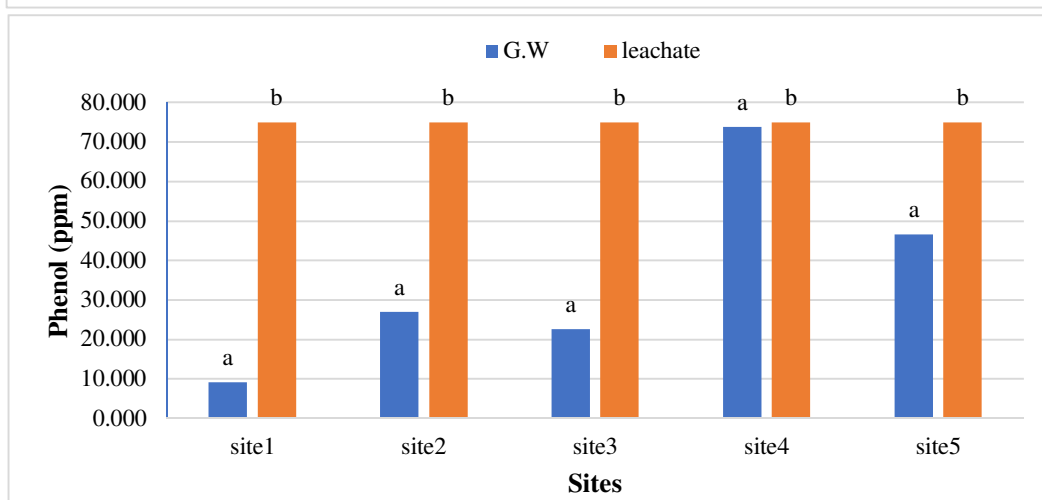 G.W leachate
b b b a b b
80.000
70.000
60.000
50.000
40.000
30.000
20.000
10.000
0.000
a a a a
Phenol (ppm)
site1 site2 site3 site4 site5
Sites